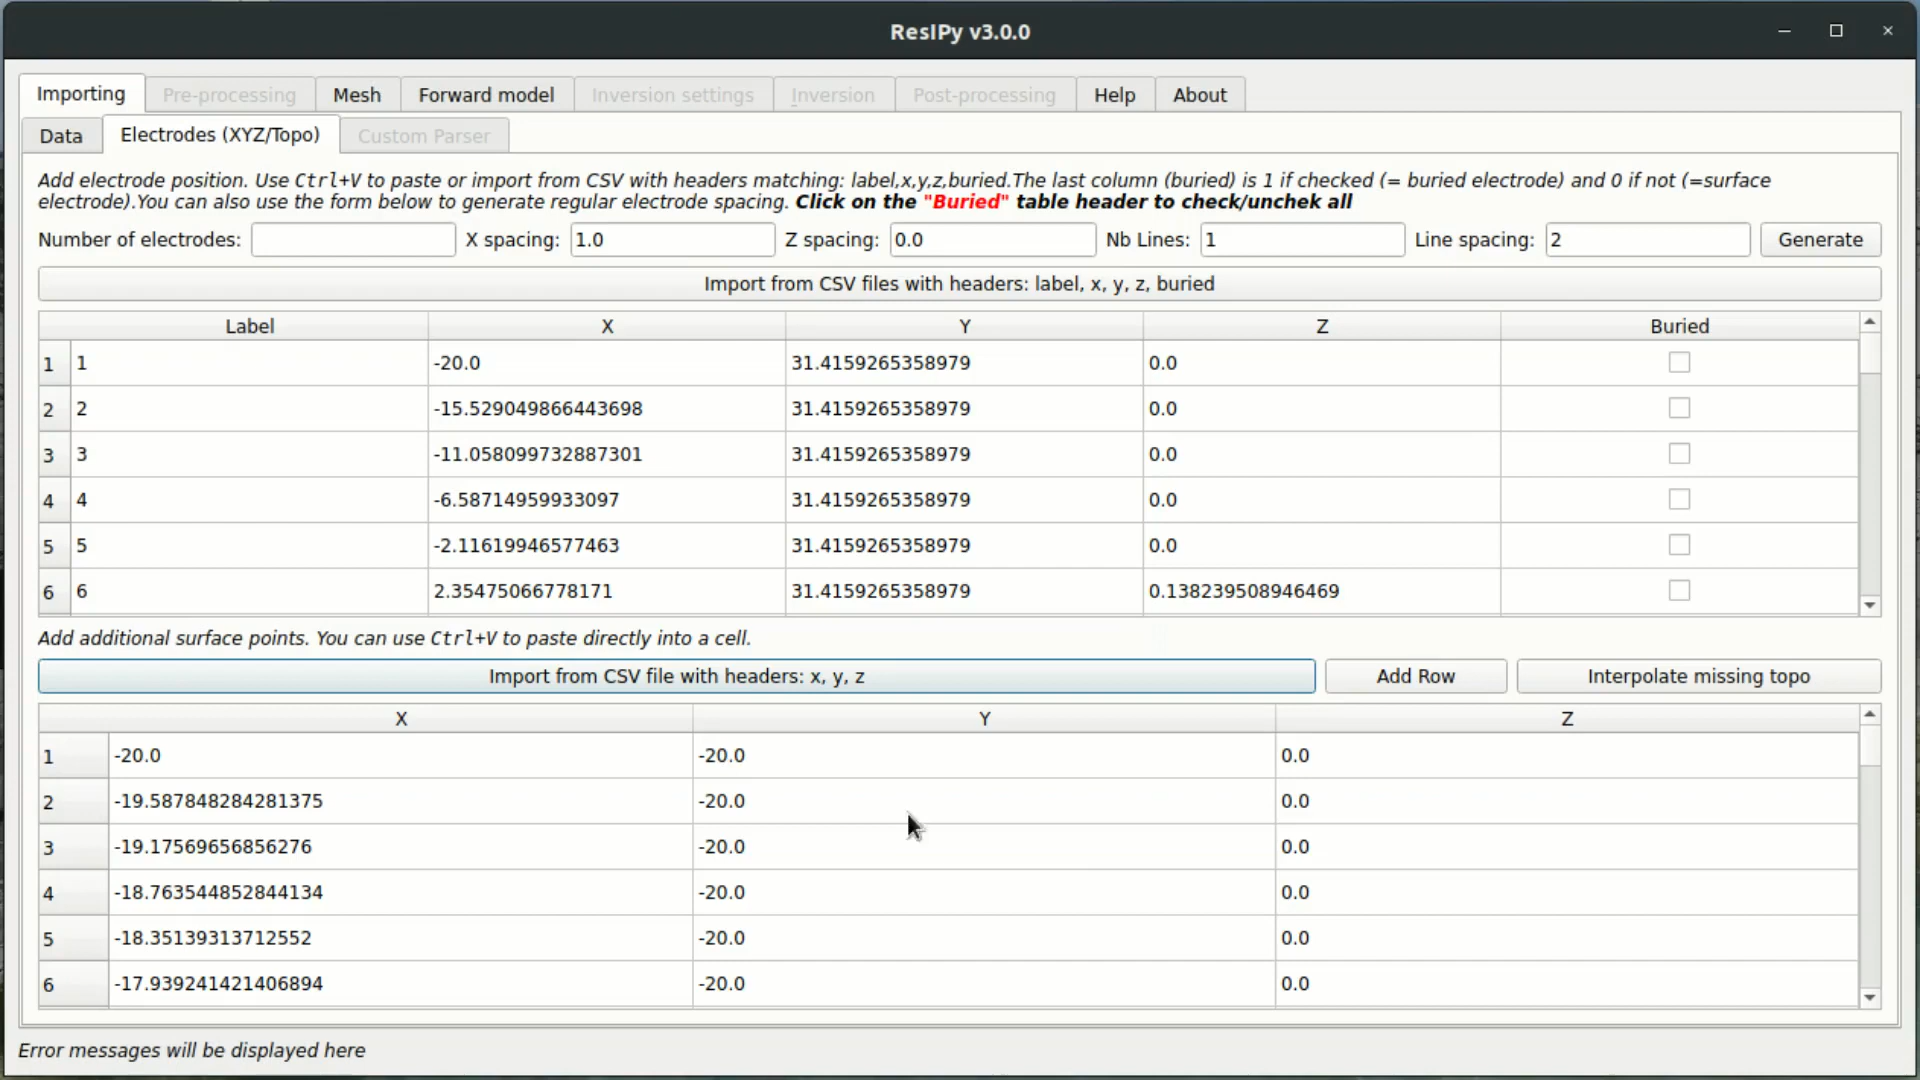 ResIPy v3.0.0
Importing Pre-processing Mesh Forward model Inversion settings Inversion Post-processing Help About
Data Electrodes (XYZ/Topo) Custom Parser
Add electrode position. Use Ctrl+V to paste or import from CSV with headers matching: label,x,y,z,buried.The last column (buried) is 1 if checked (= buried electrode) and 0 if not (=surface
electrode).You can also use the form below to generate regular electrode spacing. Click on the "Buried" table header to check/unchek all
Number of electrodes: X spacing: 1.0 Z spacing: 0.0 Nb Lines: 1 Line spacing: 2 Generate
Import from CSV files with headers: label, x, y, z, buried
Label X Y Z Buried
1 1 -20.0 31.4159265358979 0.0
2 2 -15.529049866443698 31.4159265358979 0.0
3 3 -11.058099732887301 31.4159265358979 0.0
4 4 -6.58714959933097 31.4159265358979 0.0
5 5 -2.11619946577463 31.4159265358979 0.0
6 6 2.35475066778171 31.4159265358979 0.138239508946469
Add additional surface points. You can use Ctrl+V to paste directly into a cell.
Import from CSV file with headers: x, y, z Add Row Interpolate missing topo
X Y Z
1 -20.0 -20.0 0.0
2 -19.587848284281375 -20.0 0.0
3 -19.17569656856276 -20.0 0.0
4 -18.763544852844134 -20.0 0.0
5 -18.35139313712552 -20.0 0.0
6 -17.939241421406894 -20.0 0.0
Error messages will be displayed here